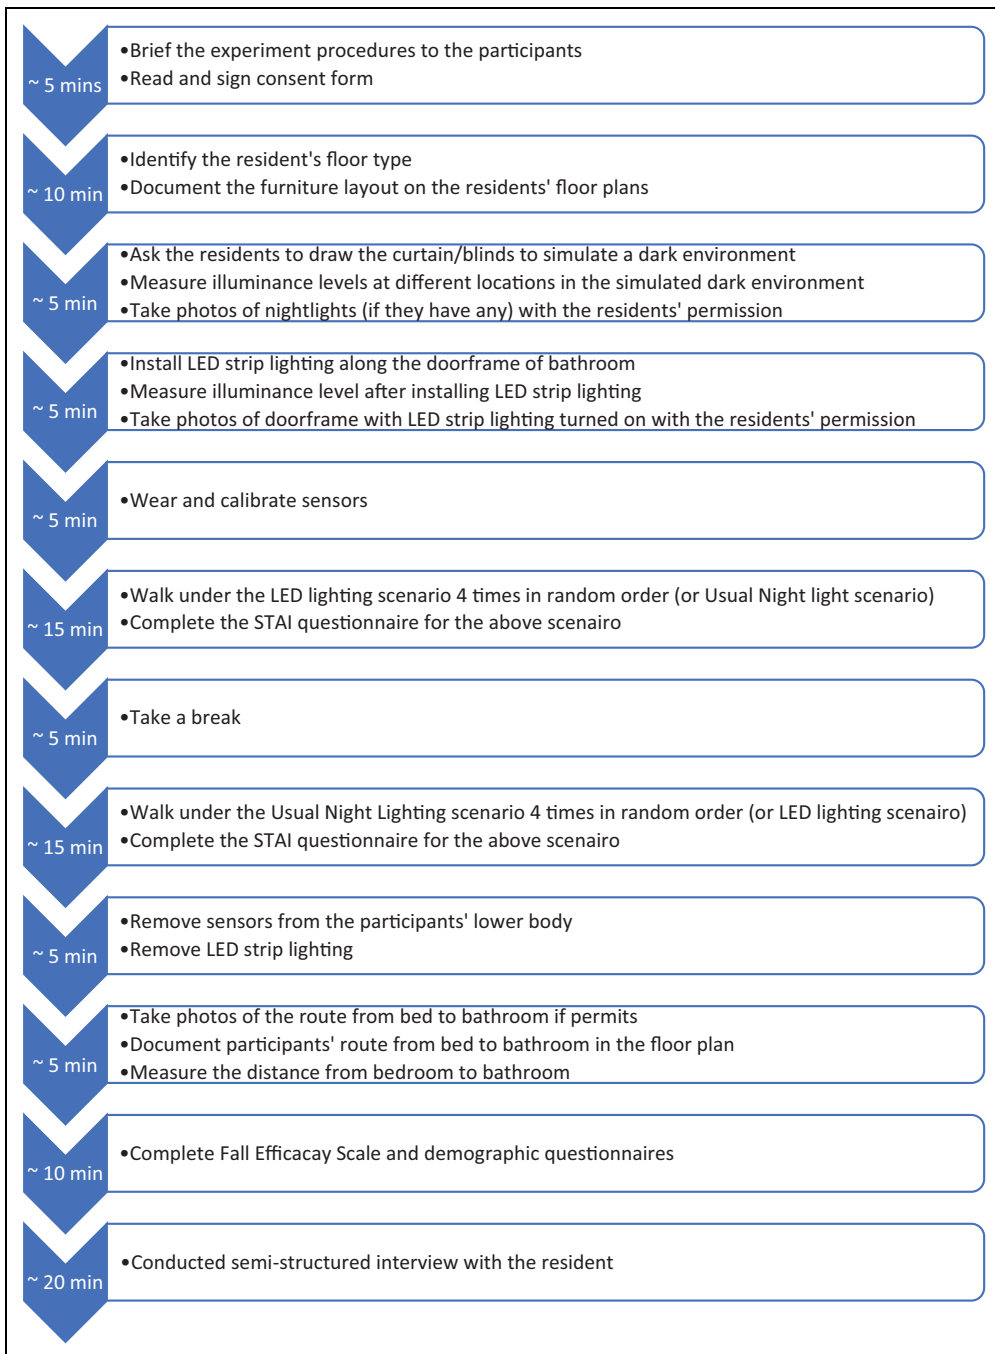 ~ 5 mins
•Brief the experiment procedures to the participants
•Read and sign consent form
~ 10 min
•Identify the resident's floor type
•Document the furniture layout on the residents' floor plans
~ 5 min
•Ask the residents to draw the curtain/blinds to simulate a dark environment
•Measure illuminance levels at different locations in the simulated dark environment
•Take photos of nightlights (if they have any) with the residents' permission
~ 5 min
•Install LED strip lighting along the doorframe of bathroom
•Measure illuminance level after installing LED strip lighting
•Take photos of doorframe with LED strip lighting turned on with the residents' permission
~ 5 min
•Wear and calibrate sensors
~ 15 min
•Walk under the LED lighting scenario 4 times in random order (or Usual Night light scenario)
•Complete the STAI questionnaire for the above scenairo
~ 5 min
•Take a break
~ 15 min
•Walk under the Usual Night Lighting scenario 4 times in random order (or LED lighting scenairo)
•Complete the STAI questionnaire for the above scenairo
~ 5 min
•Remove sensors from the participants' lower body
•Remove LED strip lighting
~ 5 min
•Take photos of the route from bed to bathroom if permits
•Document participants' route from bed to bathroom in the floor plan
•Measure the distance from bedroom to bathroom
~ 10 min
•Complete Fall Efficacay Scale and demographic questionnaires
~ 20 min
•Conducted semi-structured interview with the resident